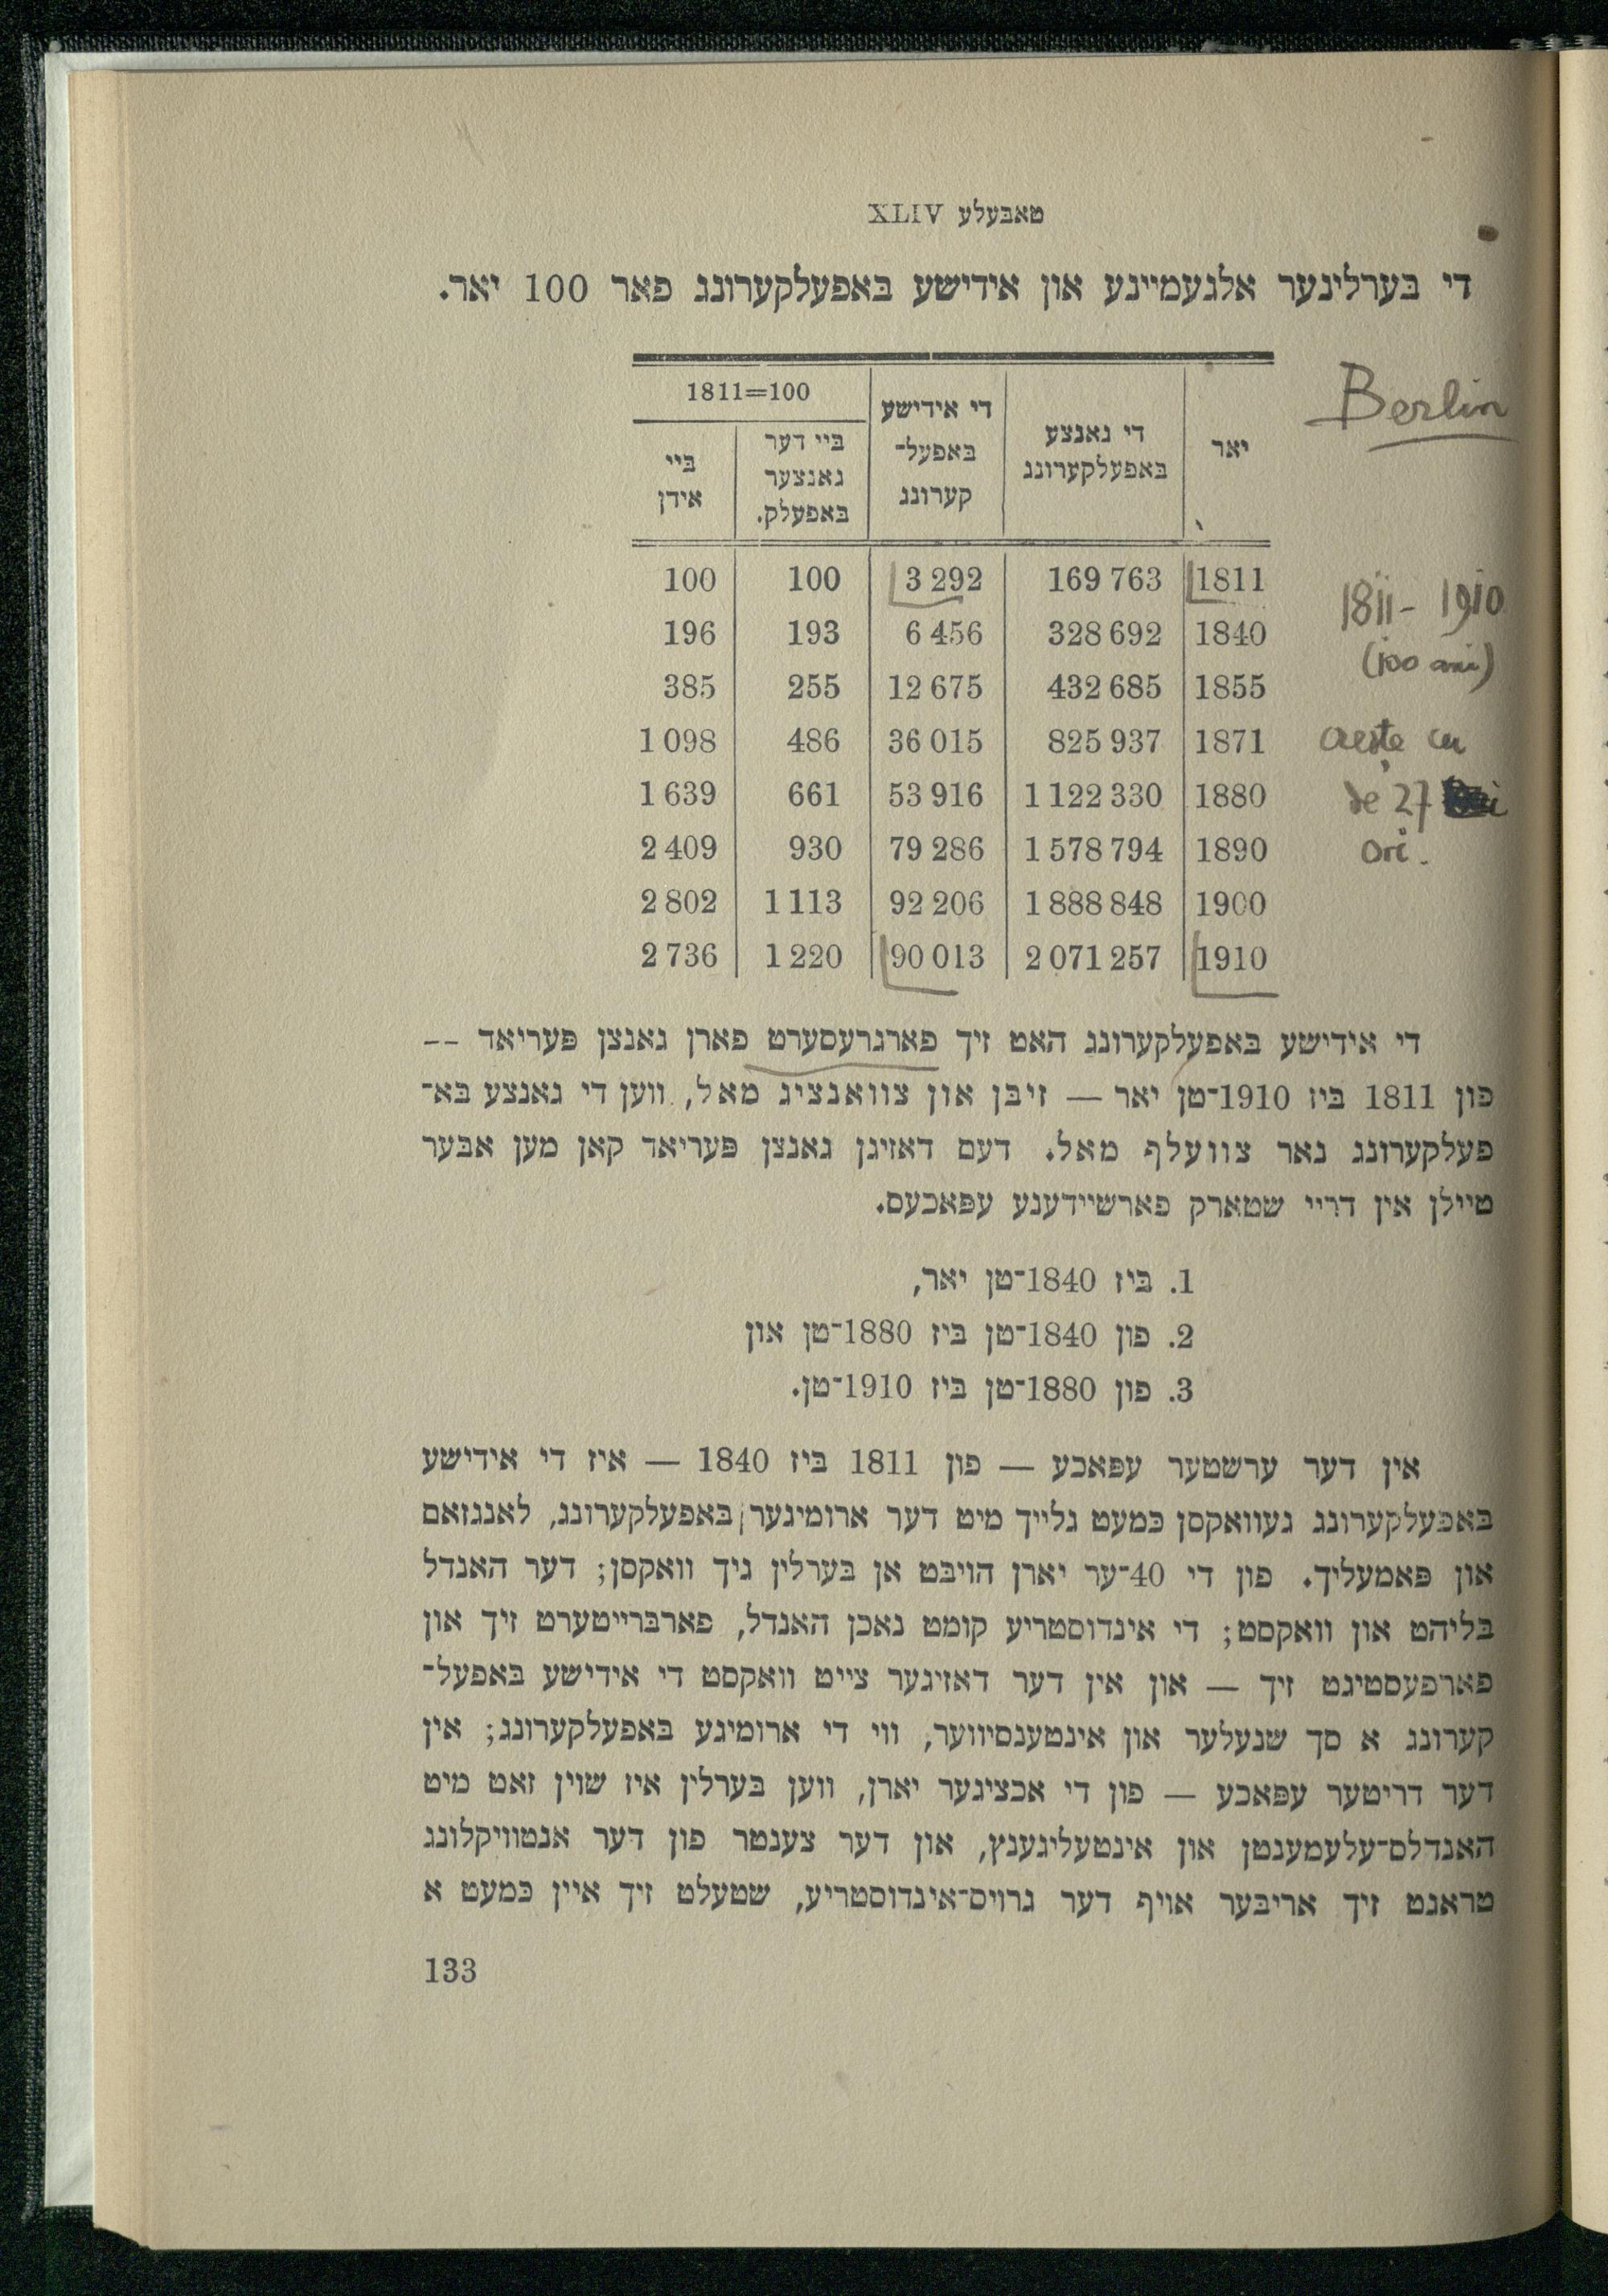 טאבעלע XLIV
די בערלינער אלגעמיינע און אידישע באפעלקערונג פאר 100 יאר.
Berlin
יאר | די גאנצע באפעלקערונג | די אידישע באפעל־קערונג | 1811=100
ביי דער גאנצער באפעלק. | ביי אידן
1811 | 169 763 | 3 292 | 100 | 100
1840 | 328 692 | 6 456 | 193 | 196
1855 | 432 685 | 12 675 | 255 | 385
1871 | 825 937 | 36 015 | 486 | 1 098
1880 | 1 122 330 | 53 916 | 661 | 1 639
1890 | 1 578 794 | 79 286 | 930 | 2 409
1900 | 1 888 848 | 92 206 | 1 113 | 2 802
1910 | 2 071 257 | 90 013 | 1 220 | 2 736
1811 - 1910
(100 ani)
crește cu
de 27
ori.
די אידישע באפעלקערונג האט זיך פארגרעסערט פארן גאנצן פעריאד --
פון 1811 ביז 1910־טן יאר — זיבן און צוואנציג מאל, ווען די גאנצע בא־
פעלקערונג נאר צוועלף מאל. דעם דאזיגן גאנצן פעריאד קאן מען אבער
טיילן אין דריי שטארק פארשיידענע עפאכעס.
1. ביז 1840־טן יאר,
2. פון 1840־טן ביז 1880־טן און
3. פון 1880־טן ביז 1910־טן.
אין דער ערשטער עפאכע — פון 1811 ביז 1840 — איז די אידישע
באפעלקערונג געוואקסן כמעט גלייך מיט דער ארומיגער באפעלקערונג, לאנגזאם
און פאמעליך. פון די 40־ער יארן הויבט אן בערלין גיך וואקסן; דער האנדל
בליהט און וואקסט; די אינדוסטריע קומט נאכן האנדל, פארברייטערט זיך און
פארפעסטיגט זיך — און אין דער דאזיגער צייט וואקסט די אידישע באפעל־
קערונג א סך שנעלער און אינטענסיווער, ווי די ארומיגע באפעלקערונג; אין
דער דריטער עפאכע — פון די אכציגער יארן, ווען בערלין איז שוין זאט מיט
האנדלס־עלעמענטן און אינטעליגענץ, און דער צענטר פון דער אנטוויקלונג
טראגט זיך אריבער אויף דער גרויס־אינדוסטריע, שטעלט זיך איין כמעט א
133